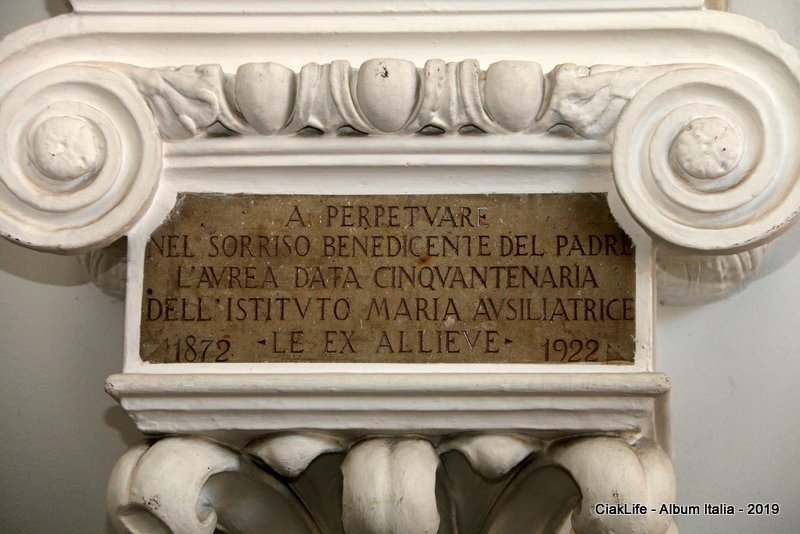 A PERPETVARE
NEL SORRISO BENEDICENTE DEL PADRE
L'AVREA DATA CINQVANTENARIA
DELL'ISTITVTO MARIA AVSILIATRICE
1872 - LE EX ALLIEVE - 1922
CiakLife - Album Italia - 2019